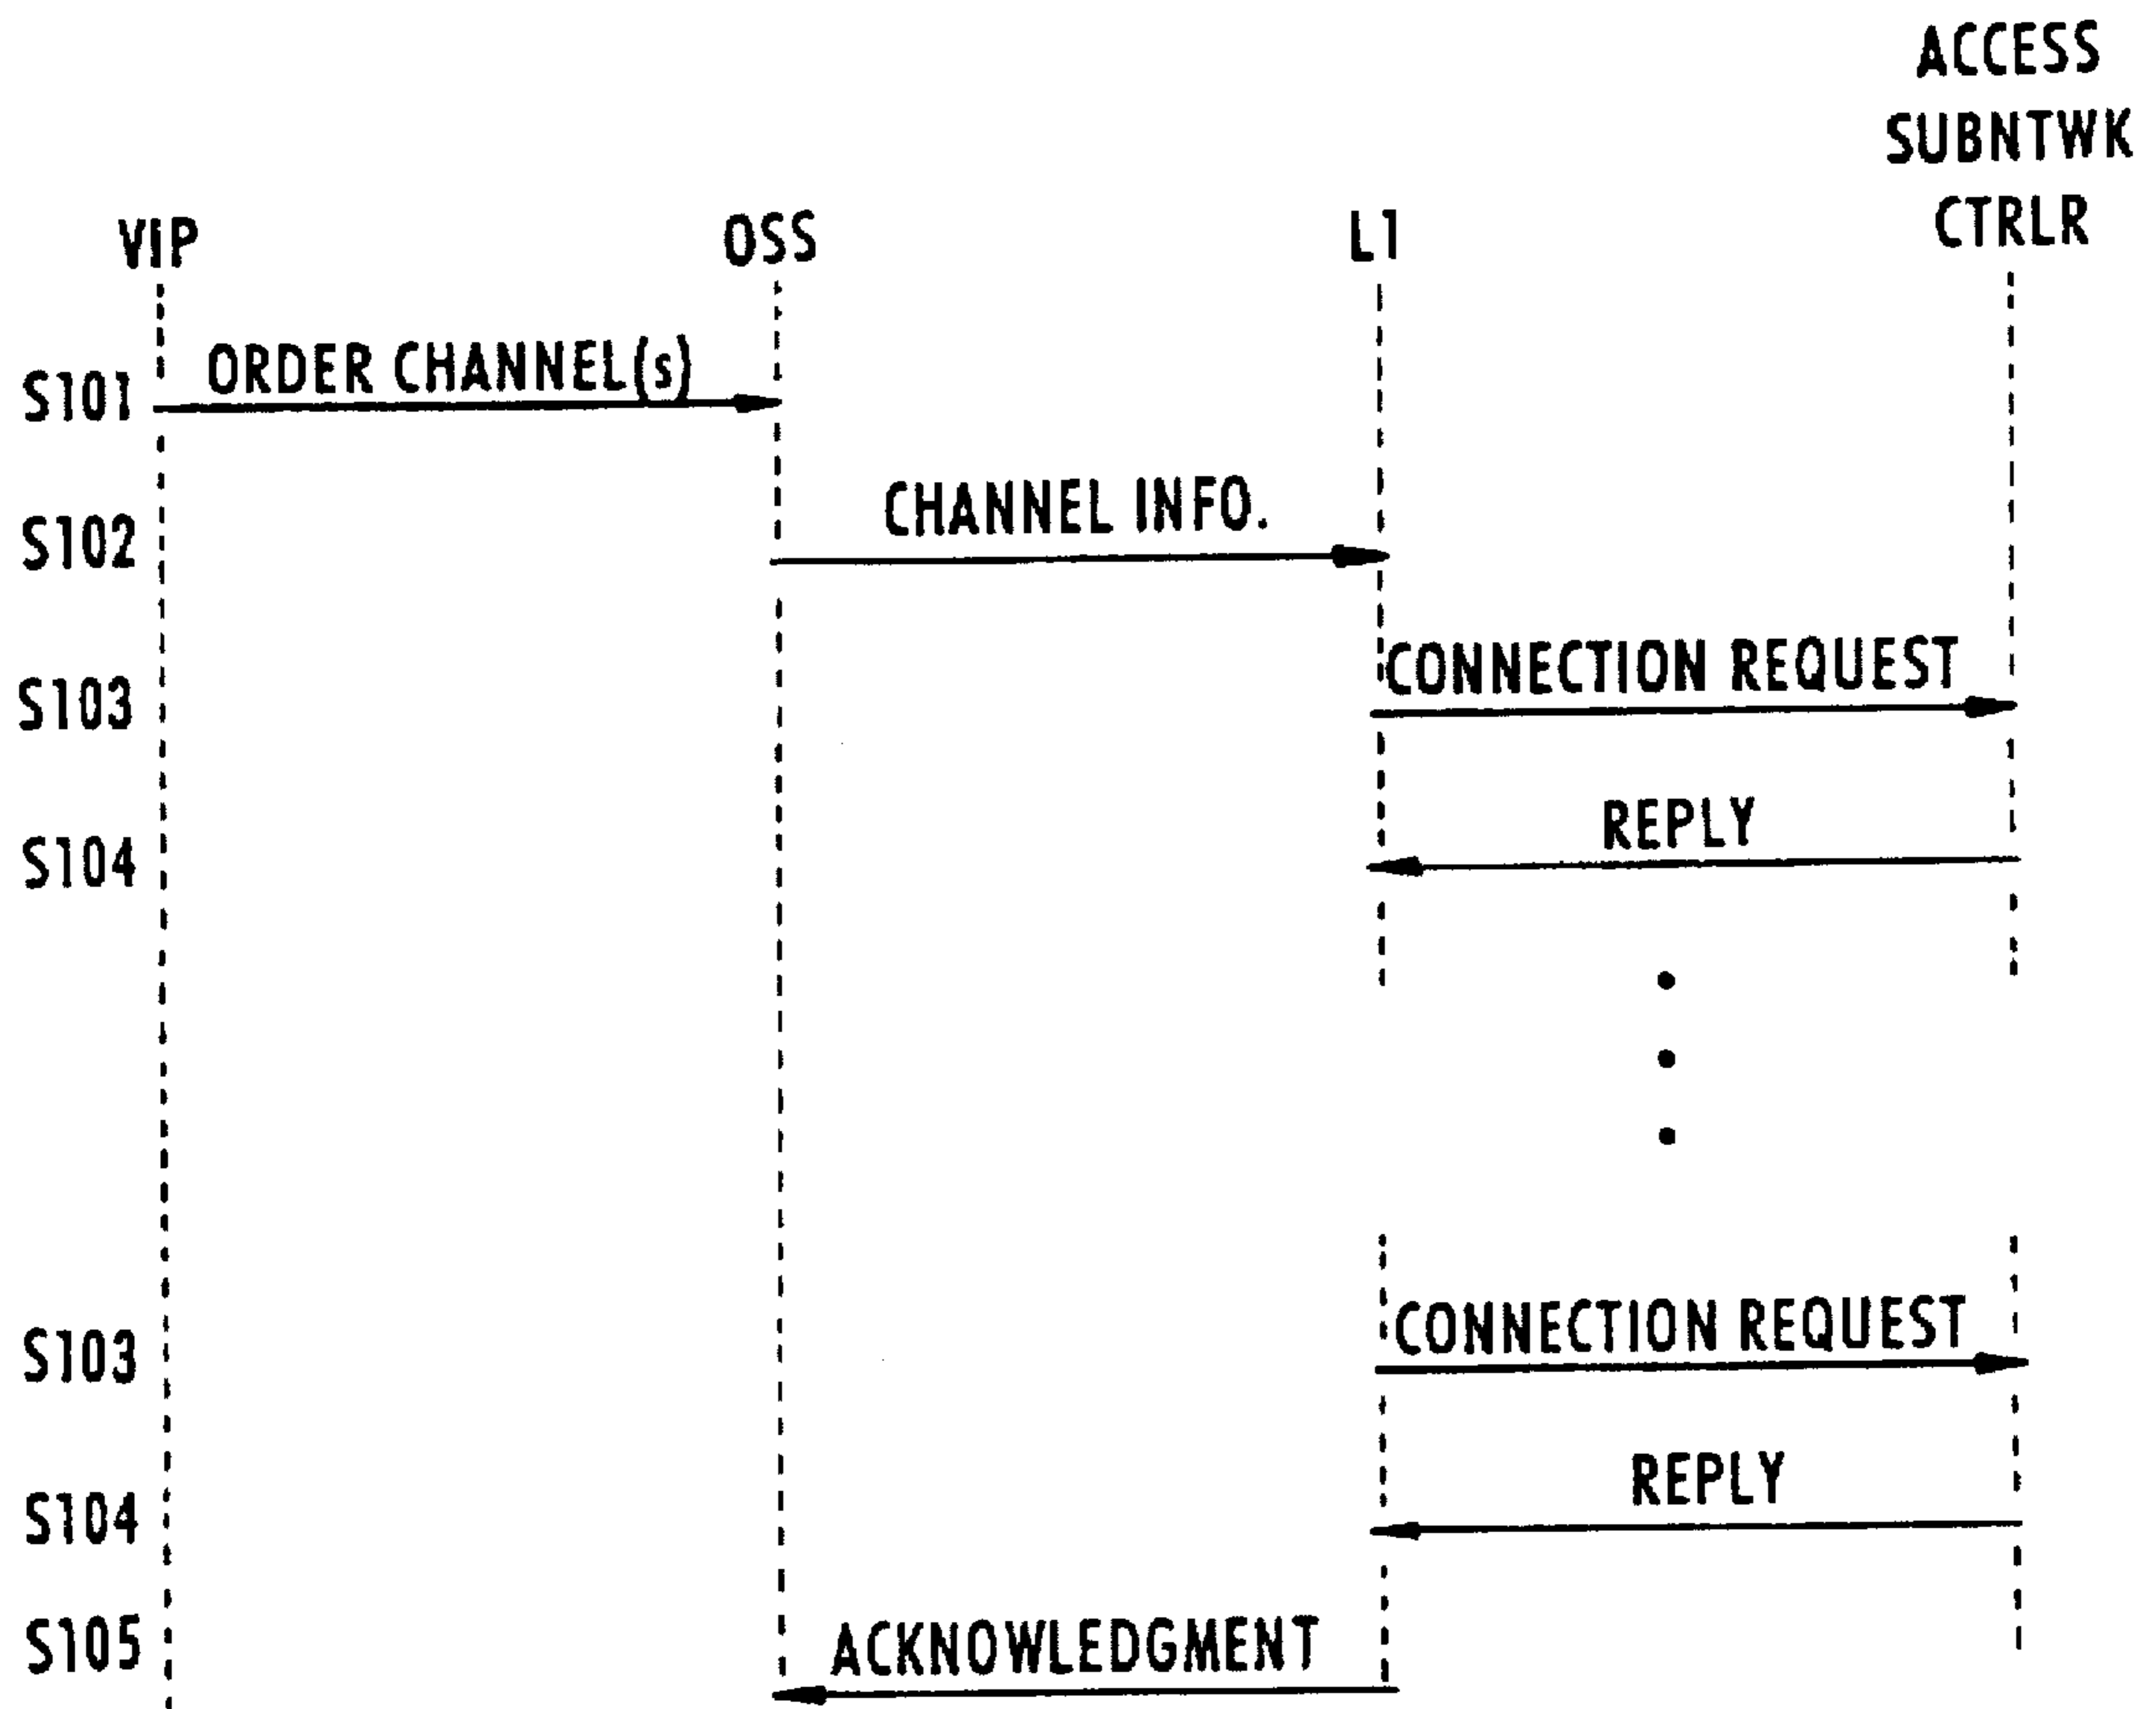 ACCESS
SUBNTWK
CTRLR
VIP
OSS
L1
S101
ORDER CHANNEL(s)
S102
CHANNEL INFO.
S103
CONNECTION REQUEST
S104
REPLY
S103
CONNECTION REQUEST
S104
REPLY
S105
ACKNOWLEDGMENT